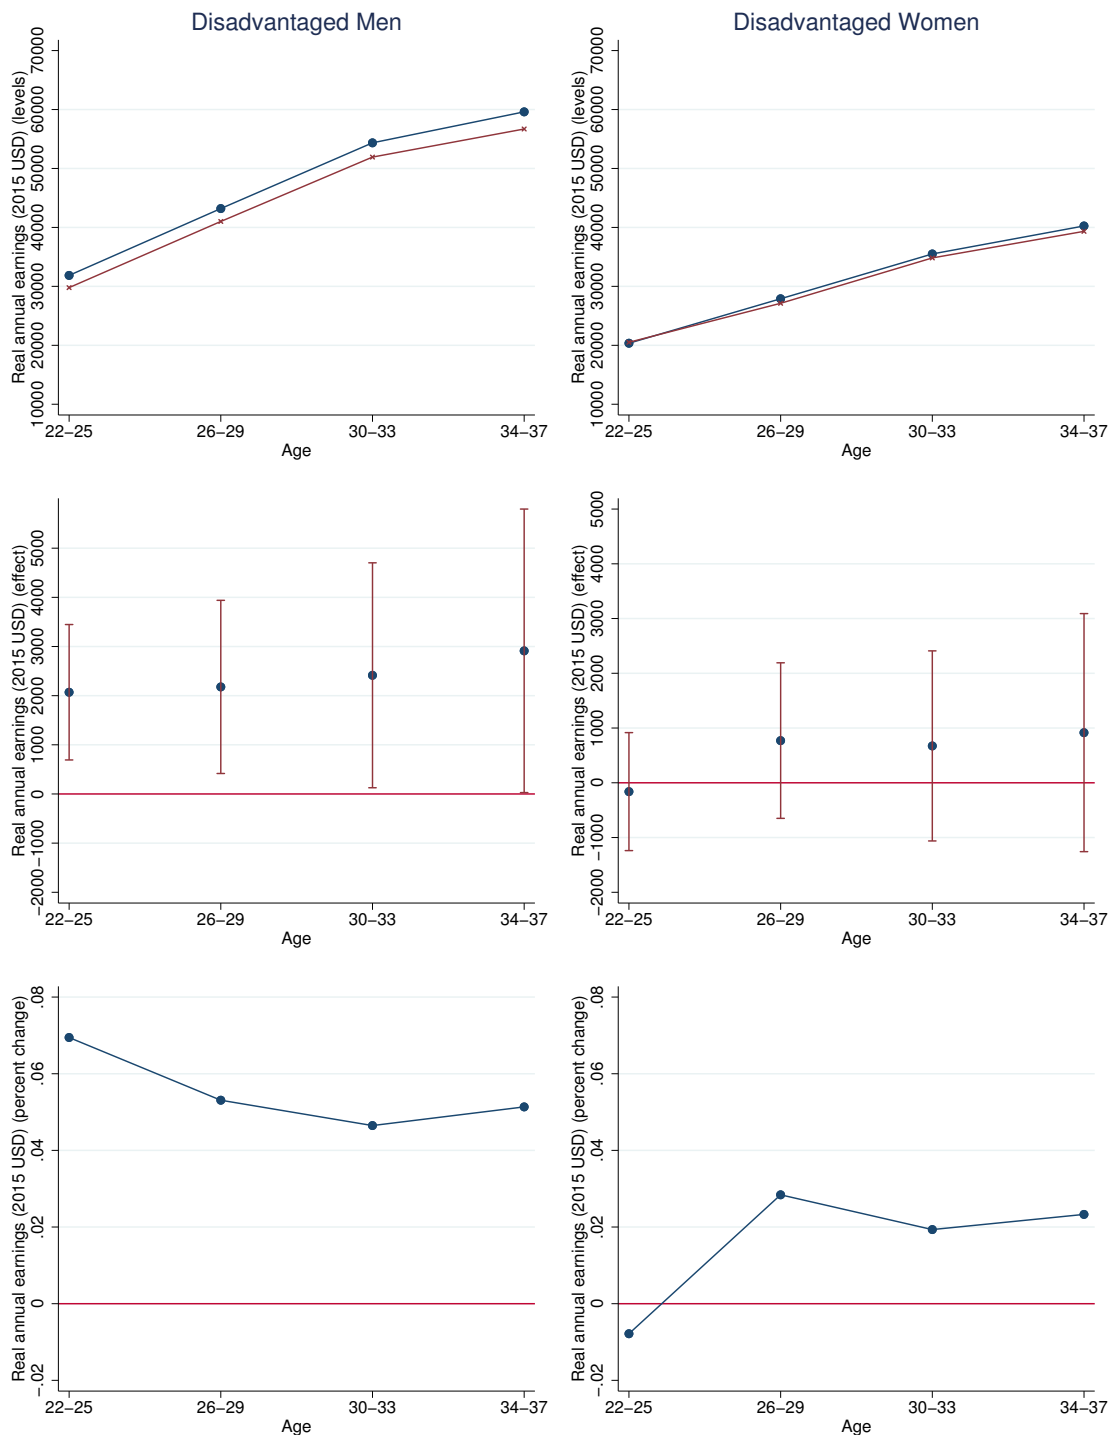 Disadvantaged Men
Real annual earnings (2015 USD) (levels)
70000
60000
50000
40000
30000
20000
10000
22–25 26–29 30–33 34–37
Age
Disadvantaged Women
Real annual earnings (2015 USD) (levels)
70000
60000
50000
40000
30000
20000
10000
22–25 26–29 30–33 34–37
Age
Real annual earnings (2015 USD) (effect)
5000
4000
3000
2000
1000
0
−1000
−2000
22–25 26–29 30–33 34–37
Age
Real annual earnings (2015 USD) (effect)
5000
4000
3000
2000
1000
0
−1000
−2000
22–25 26–29 30–33 34–37
Age
Real annual earnings (2015 USD) (percent change)
.08
.06
.04
.02
0
−.02
22–25 26–29 30–33 34–37
Age
Real annual earnings (2015 USD) (percent change)
.08
.06
.04
.02
0
−.02
22–25 26–29 30–33 34–37
Age